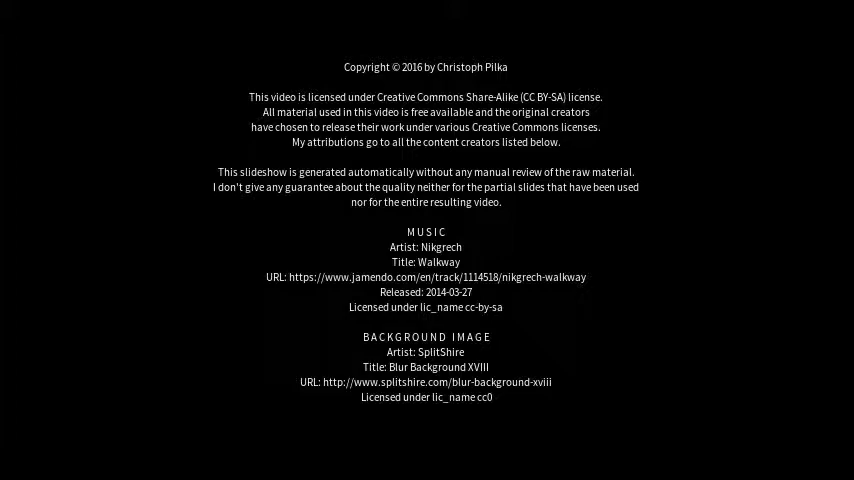 Copyright © 2016 by Christoph Pilka
This video is licensed under Creative Commons Share-Alike (CC BY-SA) license.
All material used in this video is free available and the original creators
have chosen to release their work under various Creative Commons licenses.
My attributions go to all the content creators listed below.
This slideshow is generated automatically without any manual review of the raw material.
I don't give any guarantee about the quality neither for the partial slides that have been used
nor for the entire resulting video.
M U S I C
Artist: Nikgrech
Title: Walkway
URL: https://www.jamendo.com/en/track/1114518/nikgrech-walkway
Released: 2014-03-27
Licensed under lic_name cc-by-sa
B A C K G R O U N D   I M A G E
Artist: SplitShire
Title: Blur Background XVIII
URL: http://www.splitshire.com/blur-background-xviii
Licensed under lic_name cc0